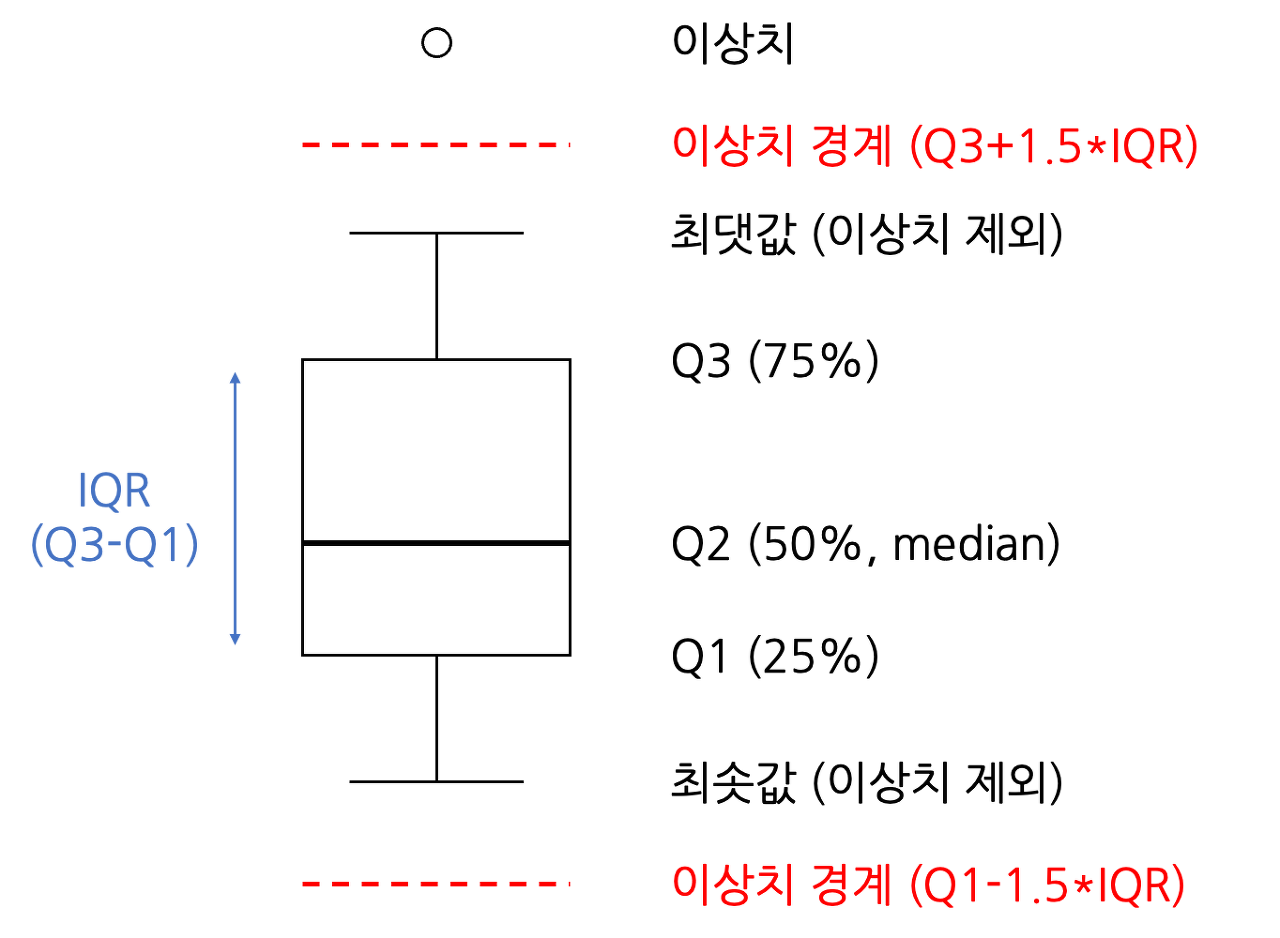 이상치
이상치 경계 (Q3+1.5*IQR)
최댓값 (이상치 제외)
Q3 (75%)
IQR
(Q3-Q1)
Q2 (50%, median)
Q1 (25%)
최솟값 (이상치 제외)
이상치 경계 (Q1-1.5*IQR)